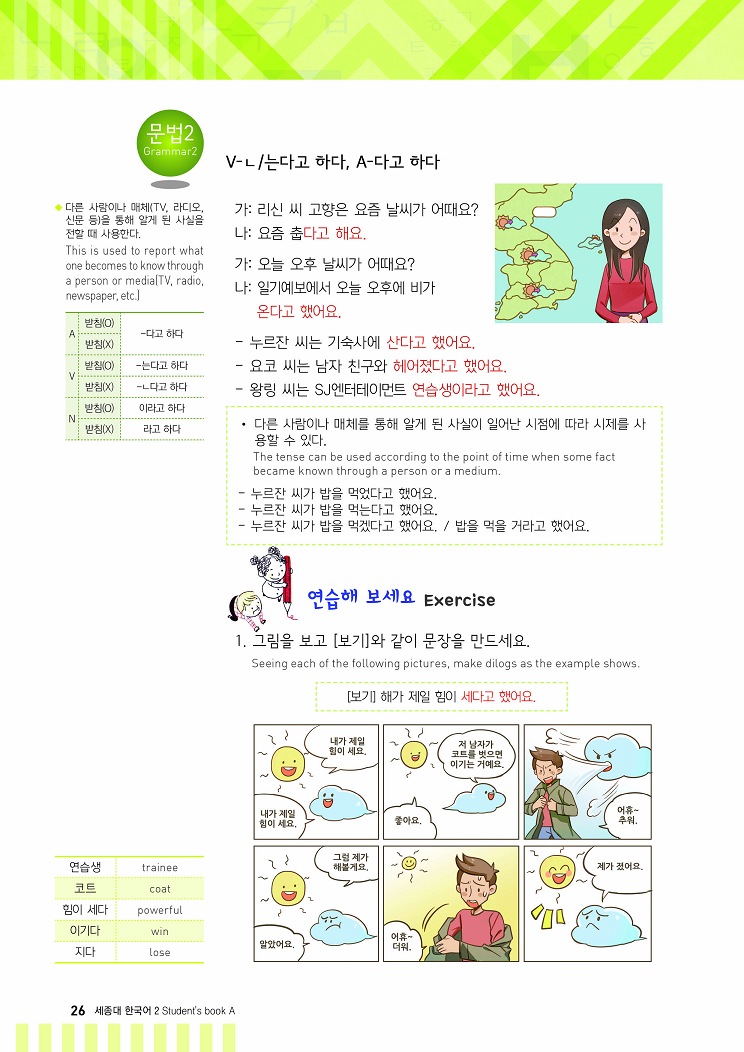 문법2
Grammar2
V-ㄴ/는다고 하다, A-다고 하다
◆ 다른 사람이나 매체(TV, 라디오,
신문 등)을 통해 알게 된 사실을
전할 때 사용한다.
This is used to report what
one becomes to know through
a person or media(TV, radio,
newspaper, etc.)
A 받침(O) -다고 하다
받침(X)
V 받침(O) -는다고 하다
받침(X) -ㄴ다고 하다
N 받침(O) 이라고 하다
받침(X) 라고 하다
가: 리신 씨 고향은 요즘 날씨가 어때요?
나: 요즘 춥다고 해요.
가: 오늘 오후 날씨가 어때요?
나: 일기예보에서 오늘 오후에 비가
온다고 했어요.
- 누르잔 씨는 기숙사에 산다고 했어요.
- 요코 씨는 남자 친구와 헤어졌다고 했어요.
- 왕링 씨는 SJ엔터테이먼트 연습생이라고 했어요.
• 다른 사람이나 매체를 통해 알게 된 사실이 일어난 시점에 따라 시제를 사
용할 수 있다.
The tense can be used according to the point of time when some fact
became known through a person or a medium.
- 누르잔 씨가 밥을 먹었다고 했어요.
- 누르잔 씨가 밥을 먹는다고 했어요.
- 누르잔 씨가 밥을 먹겠다고 했어요. / 밥을 먹을 거라고 했어요.
연습해 보세요 Exercise
1. 그림을 보고 [보기]와 같이 문장을 만드세요.
Seeing each of the following pictures, make dilogs as the example shows.
[보기] 해가 제일 힘이 세다고 했어요.
내가 제일
힘이 세요.
내가 제일
힘이 세요.
저 남자가
코트를 벗으면
이기는 거예요.
좋아요.
어휴~
추워.
그럼 제가
해볼게요.
알았어요.
어휴~
더워.
제가 졌어요.
연습생 trainee
코트 coat
힘이 세다 powerful
이기다 win
지다 lose
26 세종대 한국어 2 Student's book A